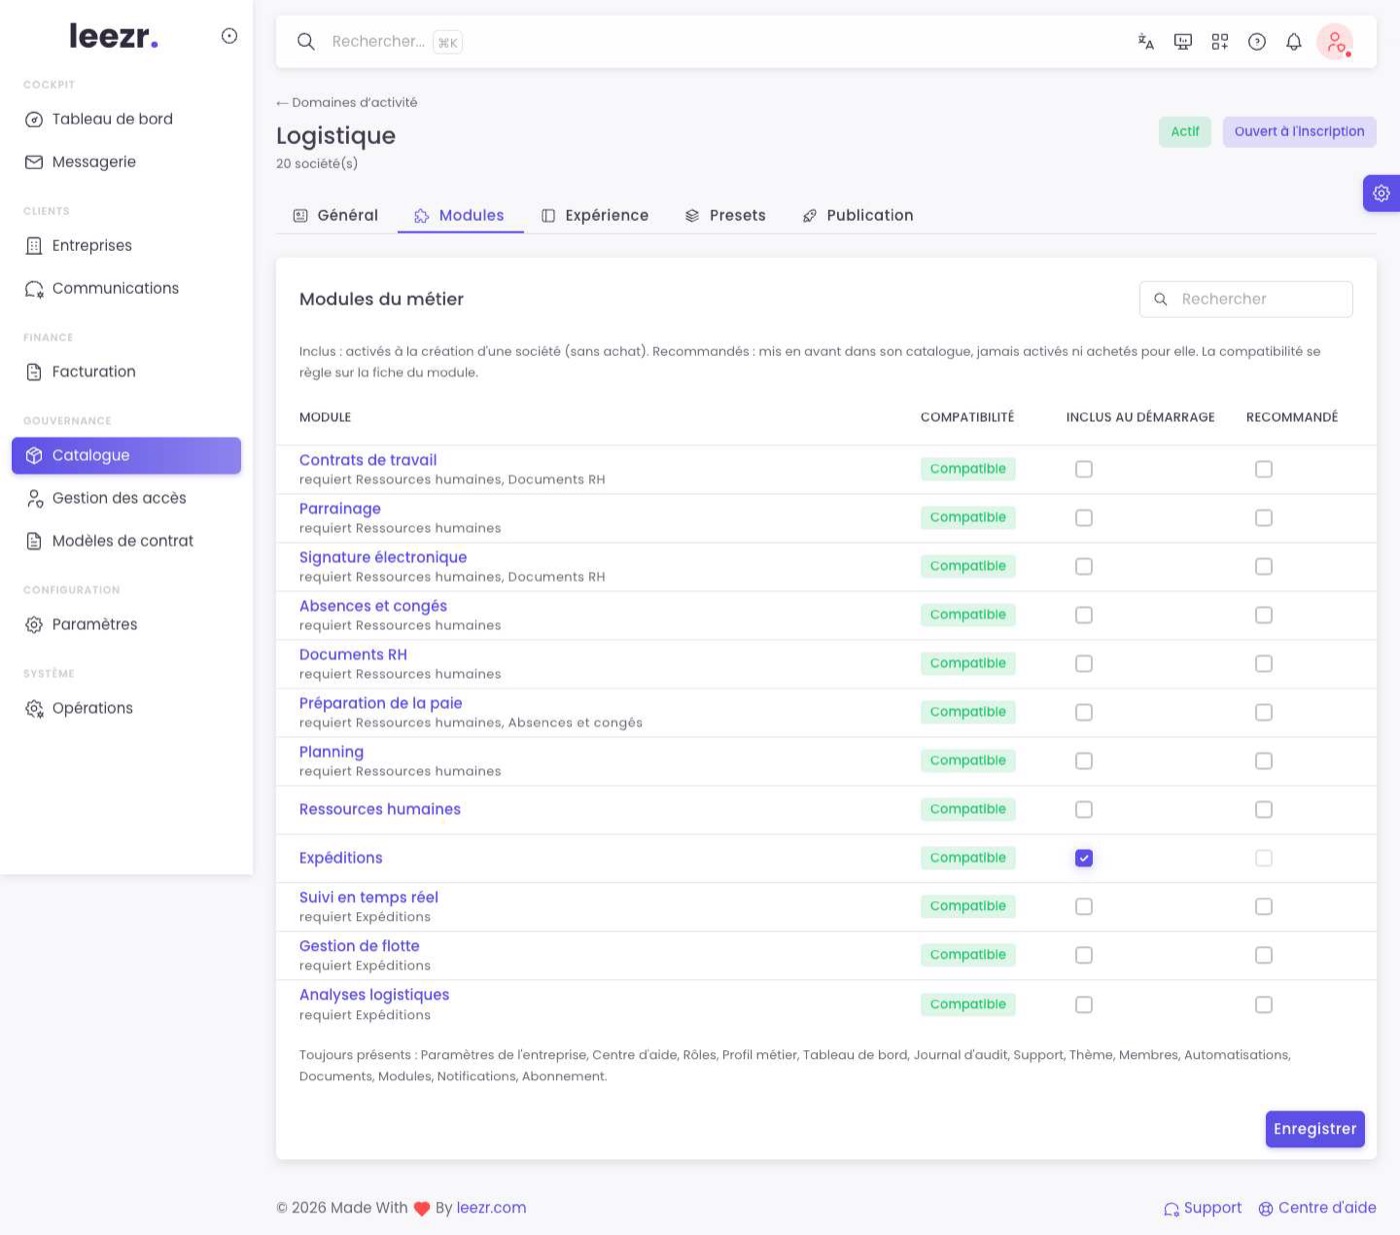 leezr.
COCKPIT
Tableau de bord
Messagerie
CLIENTS
Entreprises
Communications
FINANCE
Facturation
GOUVERNANCE
Catalogue
Gestion des accès
Modèles de contrat
CONFIGURATION
Paramètres
SYSTÈME
Opérations
Rechercher... ⌘K
← Domaines d'activité
Logistique
20 société(s)
Actif
Ouvert à l'inscription
Général
Modules
Expérience
Presets
Publication
Modules du métier
Rechercher
Inclus : activés à la création d'une société (sans achat). Recommandés : mis en avant dans son catalogue, jamais activés ni achetés pour elle. La compatibilité se
règle sur la fiche du module.
MODULE COMPATIBILITÉ INCLUS AU DÉMARRAGE RECOMMANDÉ
Contrats de travail
requiert Ressources humaines, Documents RH
Compatible
Parrainage
requiert Ressources humaines
Compatible
Signature électronique
requiert Ressources humaines, Documents RH
Compatible
Absences et congés
requiert Ressources humaines
Compatible
Documents RH
requiert Ressources humaines
Compatible
Préparation de la paie
requiert Ressources humaines, Absences et congés
Compatible
Planning
requiert Ressources humaines
Compatible
Ressources humaines
Compatible
Expéditions
Compatible
Suivi en temps réel
requiert Expéditions
Compatible
Gestion de flotte
requiert Expéditions
Compatible
Analyses logistiques
requiert Expéditions
Compatible
Toujours présents : Paramètres de l'entreprise, Centre d'aide, Rôles, Profil métier, Tableau de bord, Journal d'audit, Support, Thème, Membres, Automatisations,
Documents, Modules, Notifications, Abonnement.
Enregistrer
© 2026 Made With ❤ By leezr.com
Support
Centre d'aide